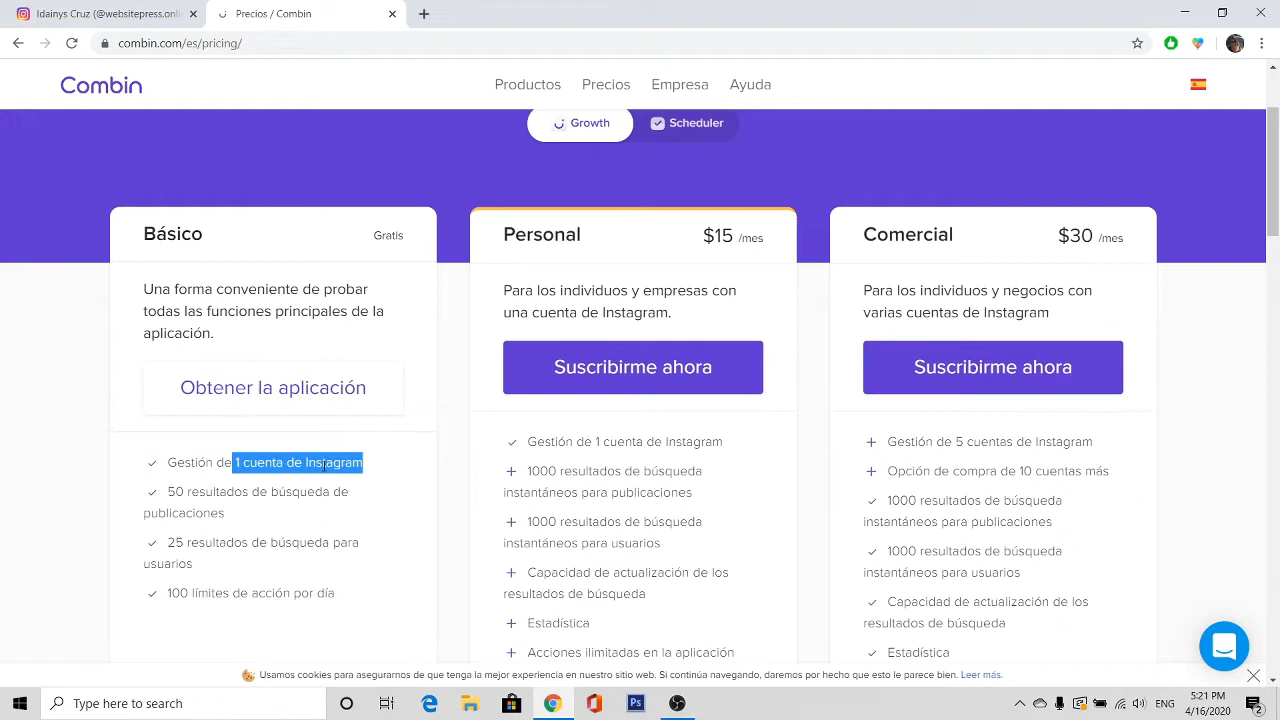 Idainys Cruz (@websitepress.onli
Precios / Combin
combin.com/es/pricing/
Combin
Productos Precios Empresa Ayuda
Growth Scheduler
Básico Gratis
Una forma conveniente de probar
todas las funciones principales de la
aplicación.
Obtener la aplicación
Gestión de 1 cuenta de Instagram
50 resultados de búsqueda de
publicaciones
25 resultados de búsqueda para
usuarios
100 límites de acción por día
Personal $15 /mes
Para los individuos y empresas con
una cuenta de Instagram.
Suscribirme ahora
Gestión de 1 cuenta de Instagram
1000 resultados de búsqueda
instantáneos para publicaciones
1000 resultados de búsqueda
instantáneos para usuarios
Capacidad de actualización de los
resultados de búsqueda
Estadística
Acciones ilimitadas en la aplicación
Comercial $30 /mes
Para los individuos y negocios con
varias cuentas de Instagram
Suscribirme ahora
Gestión de 5 cuentas de Instagram
Opción de compra de 10 cuentas más
1000 resultados de búsqueda
instantáneos para publicaciones
1000 resultados de búsqueda
instantáneos para usuarios
Capacidad de actualización de los
resultados de búsqueda
Estadística
Usamos cookies para asegurarnos de que tenga la mejor experiencia en nuestro sitio web. Si continúa navegando, daremos por hecho que esto le parece bien. Leer más.
Type here to search
Ps
ENG
5:21 PM
4/16/2020
2